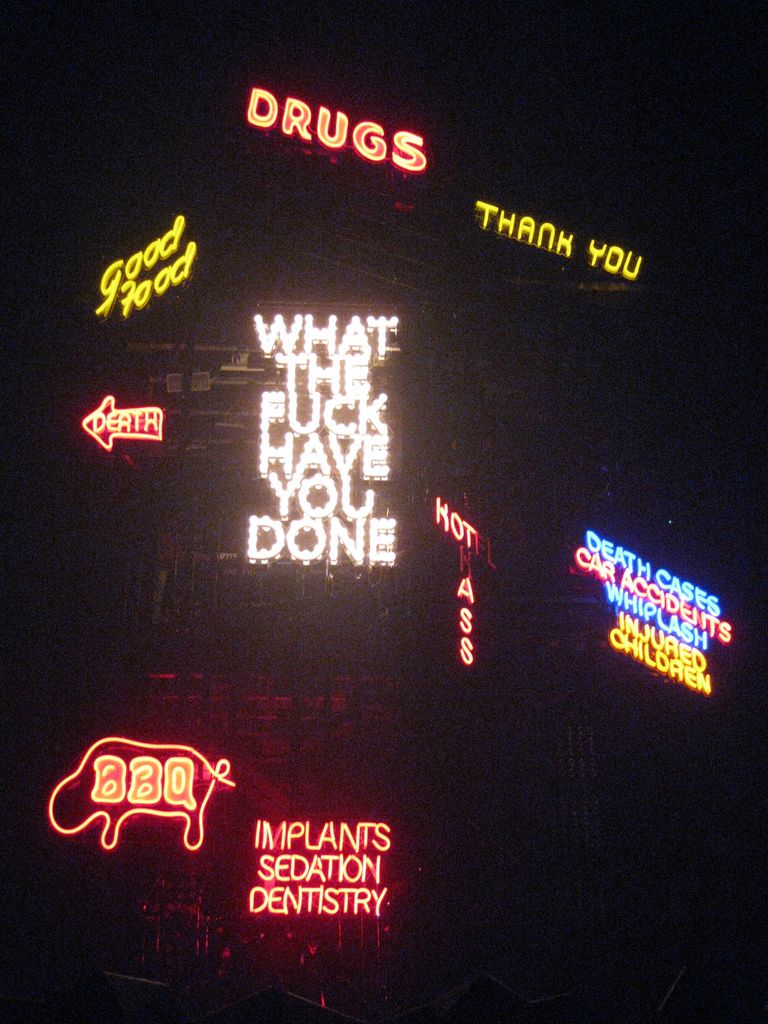 DRUGS
THANK YOU
good
food
WHAT
THE
FUCK
HAVE
YOU
DONE
DEATH
HOTEL
ASS
DEATH CASES
CAR ACCIDENTS
WHIPLASH
INJURED
CHILDREN
BBQ
IMPLANTS
SEDATION
DENTISTRY